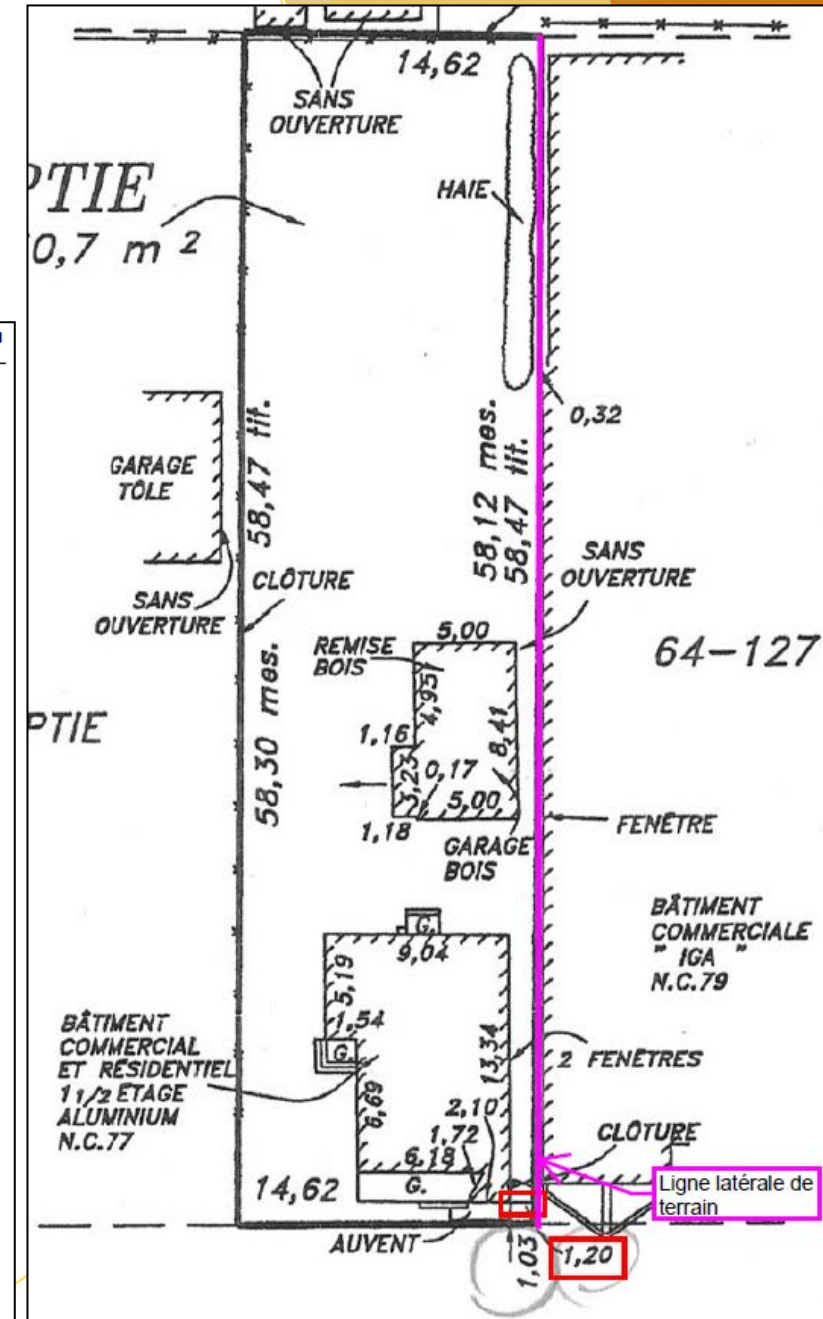 14,62
SANS
OUVERTURE
PTIE
0,7 m 2
HAIE
0,32
58,12 mes.
58,47 tit.
58,47 tit.
GARAGE
TÔLE
CLÔTURE
SANS
OUVERTURE
SANS
OUVERTURE
5,00
REMISE
BOIS
4,95
64-127
PTIE
58,30 mes.
1,16
3,23
0,17
8,41
5,00
1,18
GARAGE
BOIS
FENÊTRE
G.
9,04
BÂTIMENT
COMMERCIALE
" IGA "
N.C.79
5,19
1,54
G.
BÂTIMENT
COMMERCIAL
ET RÉSIDENTIEL
1 1/2 ÉTAGE
ALUMINIUM
N.C.77
13,34
2 FENÊTRES
6,69
2,10
1,72
6,18
G.
CLÔTURE
14,62
Ligne latérale de
terrain
AUVENT
1,03
1,20